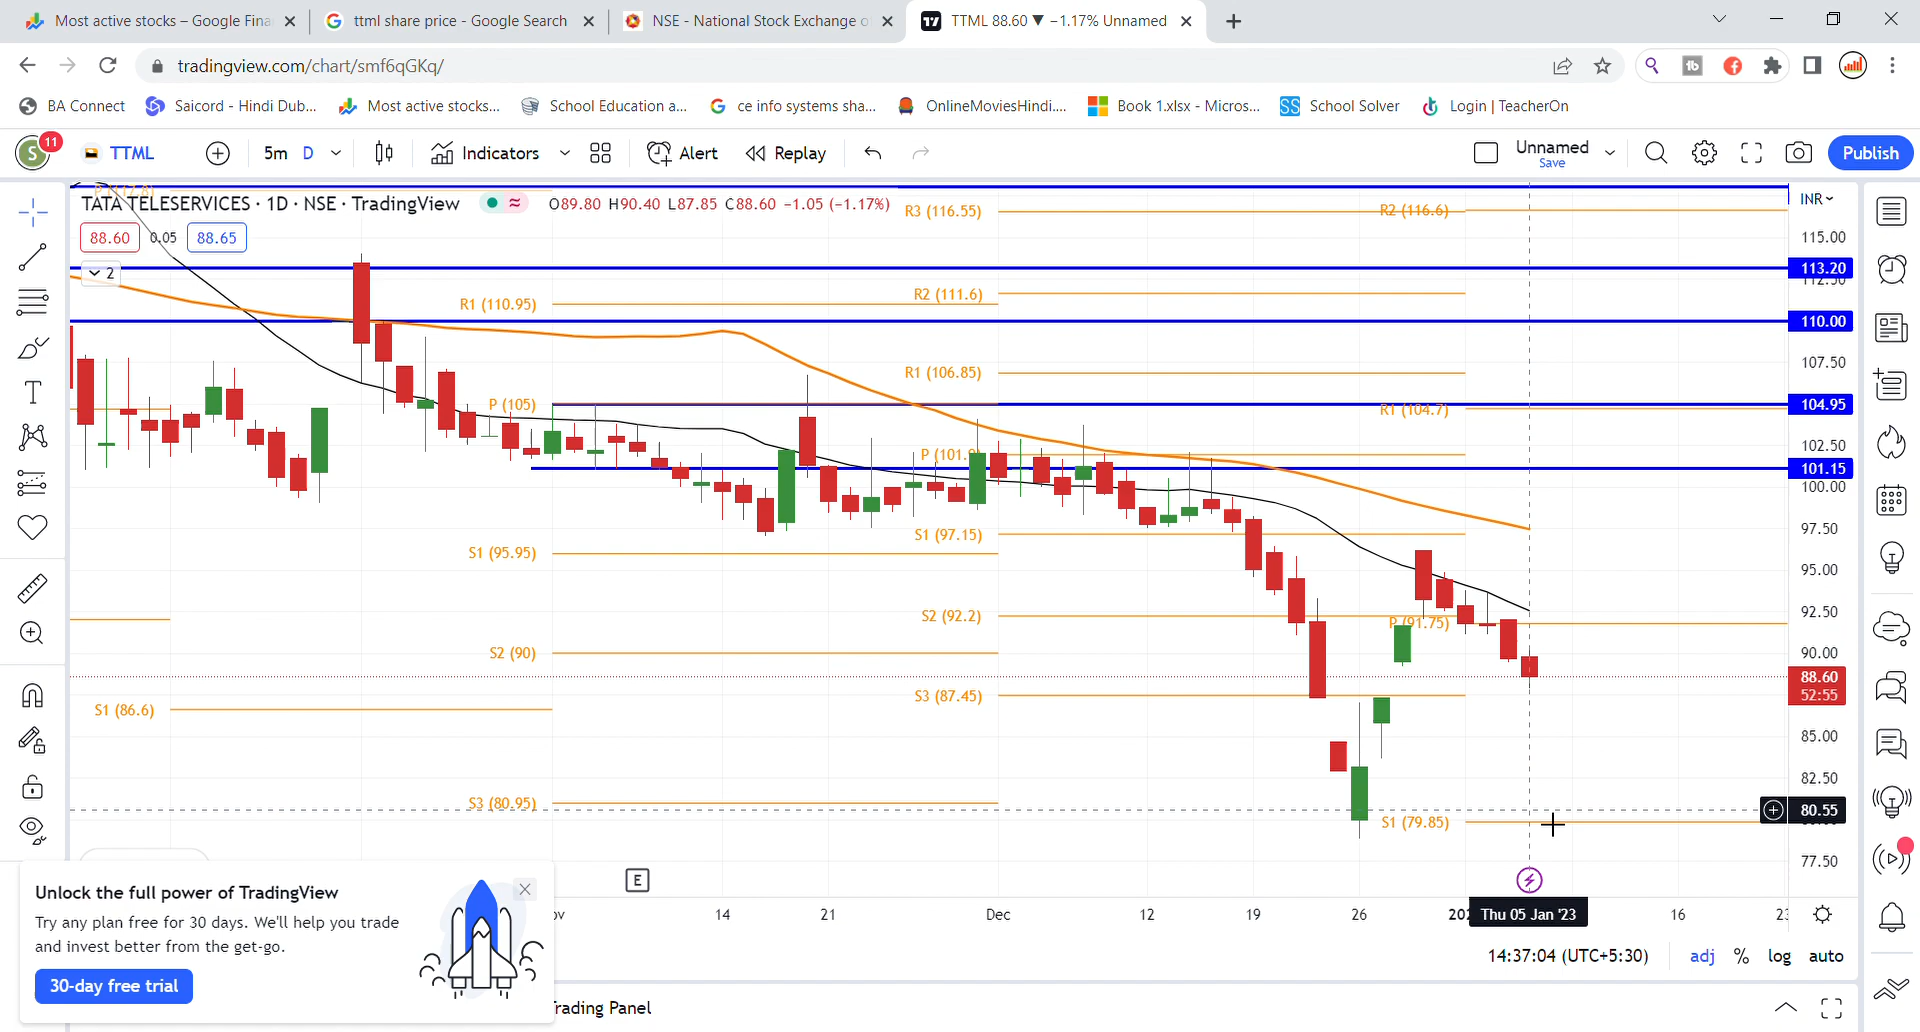 Most active stocks – Google Fina
ttml share price - Google Search
NSE - National Stock Exchange o
TTML 88.60 ▼ −1.17% Unnamed
tradingview.com/chart/smf6qGKq/
BA Connect
Saicord - Hindi Dub...
Most active stocks...
School Education a...
ce info systems sha...
OnlineMoviesHindi....
Book 1.xlsx - Micros...
School Solver
Login | TeacherOn
S 11
TTML
5m D
Indicators
Alert
Replay
Unnamed
Save
Publish
TATA TELESERVICES · 1D · NSE · TradingView
O89.80 H90.40 L87.85 C88.60 −1.05 (−1.17%)
88.60 0.05 88.65
2
P (117.8)
R3 (116.55)
R2 (116.6)
R1 (110.95)
R2 (111.6)
R1 (106.85)
P (105)
R1 (104.7)
P (101.9
S1 (97.15)
S1 (95.95)
S2 (92.2)
P (91.75)
S2 (90)
S3 (87.45)
S1 (86.6)
S3 (80.95)
S1 (79.85)
INR
115.00
113.20
112.50
110.00
107.50
104.95
102.50
101.15
100.00
97.50
95.00
92.50
90.00
88.60
52:55
85.00
82.50
80.55
77.50
E
ov
14
21
Dec
12
19
26
202
Thu 05 Jan '23
16
23
Unlock the full power of TradingView
Try any plan free for 30 days. We'll help you trade
and invest better from the get-go.
30-day free trial
14:37:04 (UTC+5:30)
adj
%
log
auto
Trading Panel